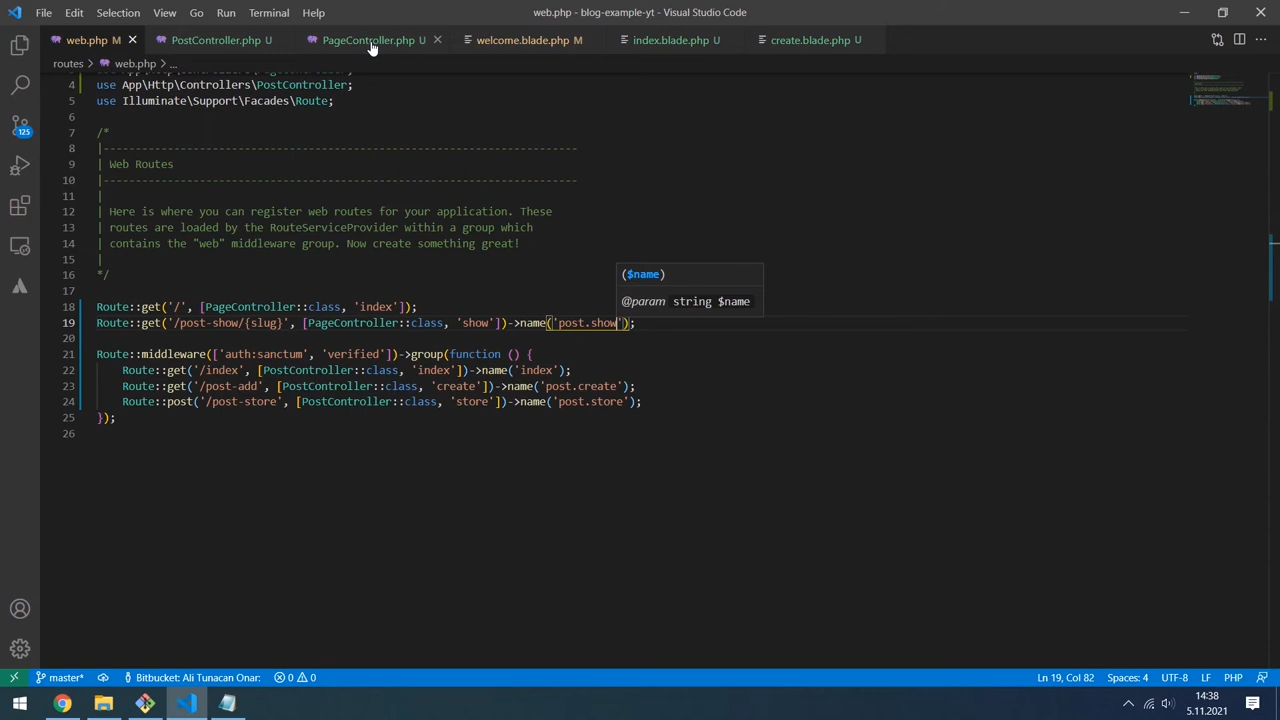 File Edit Selection View Go Run Terminal Help
web.php - blog-example-yt - Visual Studio Code
web.php M PostController.php U PageController.php U welcome.blade.php M index.blade.php U create.blade.php U
routes > web.php > ...
4 use App\Http\Controllers\PostController;
5 use Illuminate\Support\Facades\Route;
6
7 /*
8 |--------------------------------------------------------------------------
9 | Web Routes
10 |--------------------------------------------------------------------------
11 |
12 | Here is where you can register web routes for your application. These
13 | routes are loaded by the RouteServiceProvider within a group which
14 | contains the "web" middleware group. Now create something great!
15 |
16 */
17
18 Route::get('/', [PageController::class, 'index']);
19 Route::get('/post-show/{slug}', [PageController::class, 'show'])->name('post.show');
20
21 Route::middleware(['auth:sanctum', 'verified'])->group(function () {
22 Route::get('/index', [PostController::class, 'index'])->name('index');
23 Route::get('/post-add', [PostController::class, 'create'])->name('post.create');
24 Route::post('/post-store', [PostController::class, 'store'])->name('post.store');
25 });
26
($name)
@param string $name
125
master* Bitbucket: Ali Tunacan Onar: 0 0 Ln 19, Col 82 Spaces: 4 UTF-8 LF PHP
14:38
5.11.2021